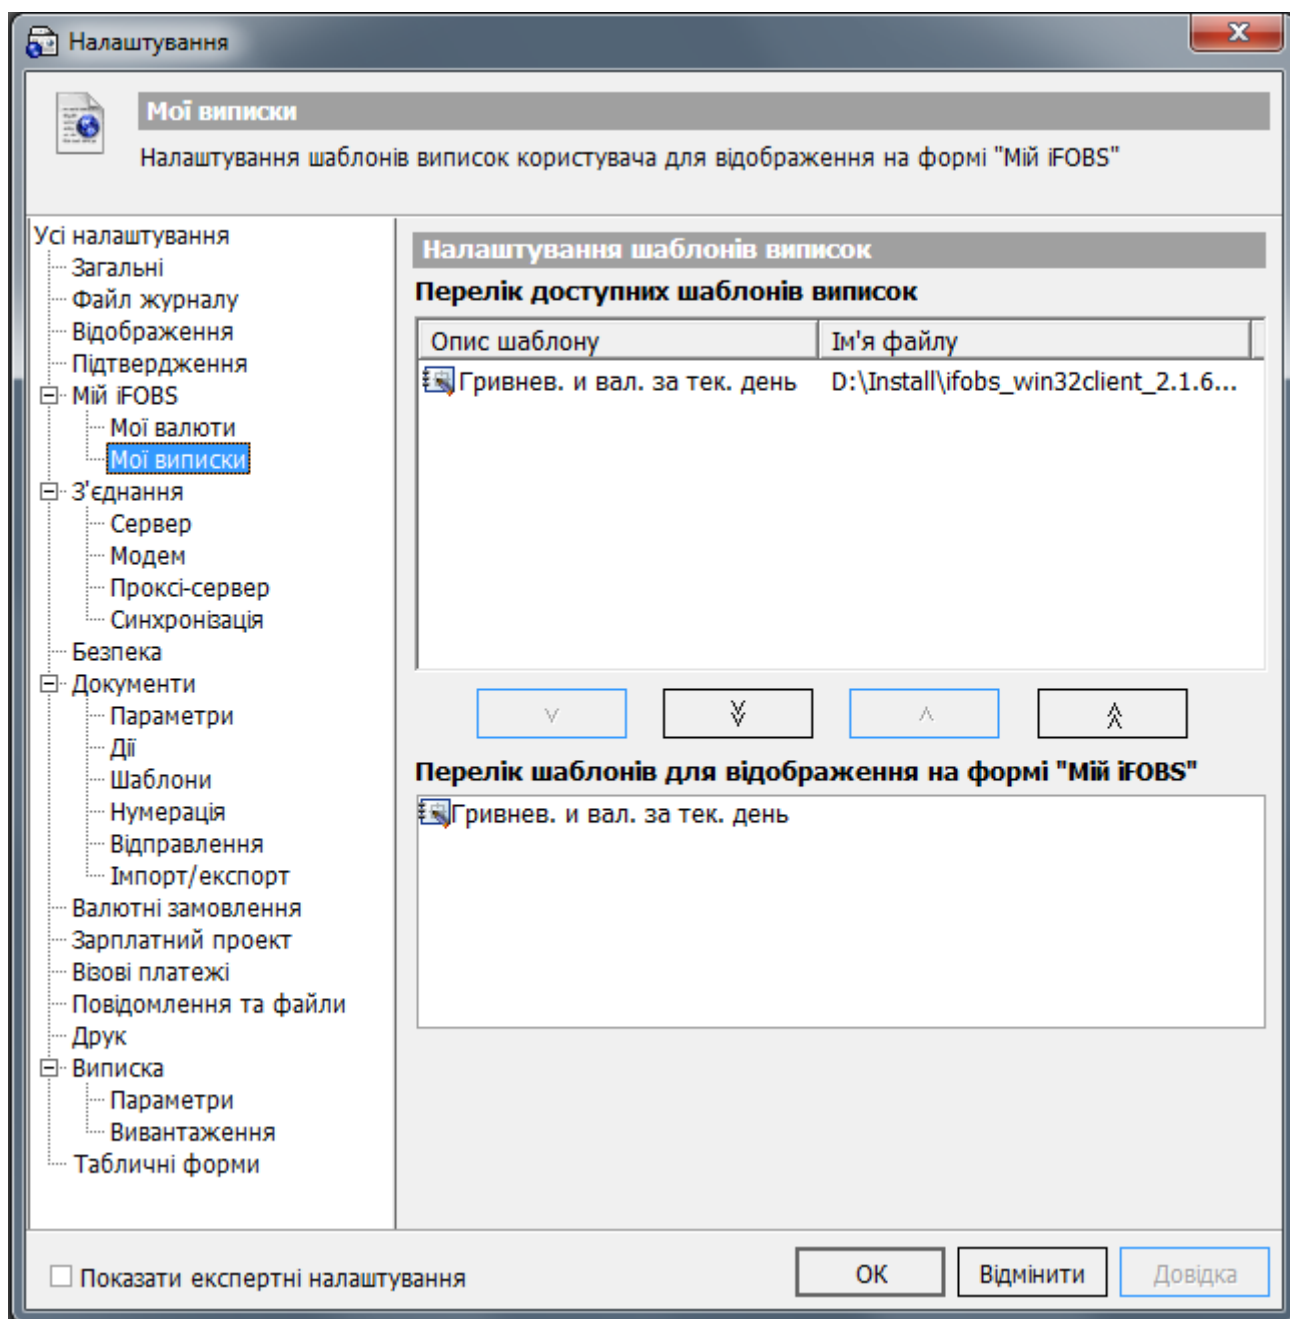 Налаштування
Мої виписки
Налаштування шаблонів виписок користувача для відображення на формі "Мій iFOBS"
Усі налаштування
Загальні
Файл журналу
Відображення
Підтвердження
Мій iFOBS
Мої валюти
Мої виписки
З'єднання
Сервер
Модем
Проксі-сервер
Синхронізація
Безпека
Документи
Параметри
Дії
Шаблони
Нумерація
Відправлення
Імпорт/експорт
Валютні замовлення
Зарплатний проект
Візові платежі
Повідомлення та файли
Друк
Виписка
Параметри
Вивантаження
Табличні форми
Налаштування шаблонів виписок
Перелік доступних шаблонів виписок
Опис шаблону Ім'я файлу
Гривнев. и вал. за тек. день D:\Install\ifobs_win32client_2.1.6...
Перелік шаблонів для відображення на формі "Мій iFOBS"
Гривнев. и вал. за тек. день
Показати експертні налаштування
OK Відмінити Довідка